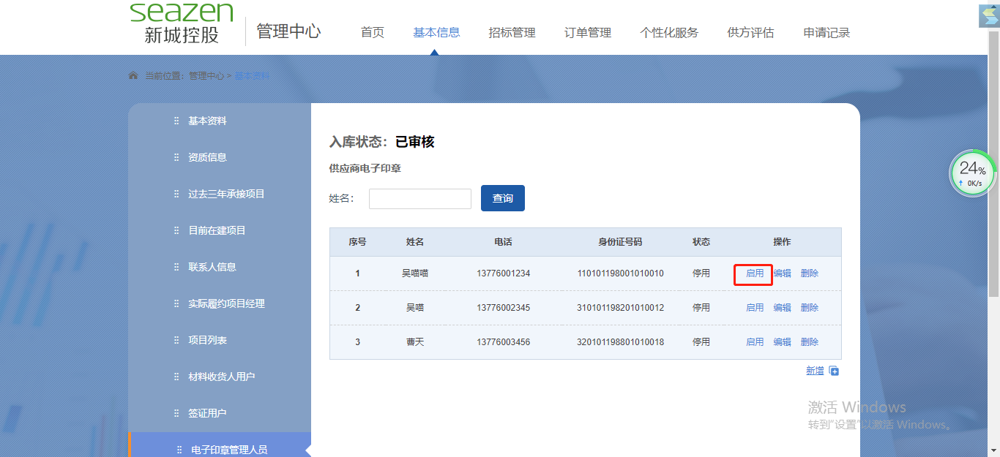 seazen
新城控股
管理中心
首页 基本信息 招标管理 订单管理 个性化服务 供方评估 申请记录
当前位置：管理中心 > 基本资料
基本资料
资质信息
过去三年承接项目
目前在建项目
联系人信息
实际履约项目经理
项目列表
材料收货人用户
签证用户
电子印章管理人员
入库状态：已审核
供应商电子印章
姓名： 查询
序号 姓名 电话 身份证号码 状态 操作
1 吴喵喵 13776001234 110101198001010010 停用 启用 编辑 删除
2 吴喵 13776002345 310101198201010012 停用 启用 编辑 删除
3 曹天 13776003456 320101198801010018 停用 启用 编辑 删除
新增
24%
0K/s
激活 Windows
转到"设置"以激活 Windows。